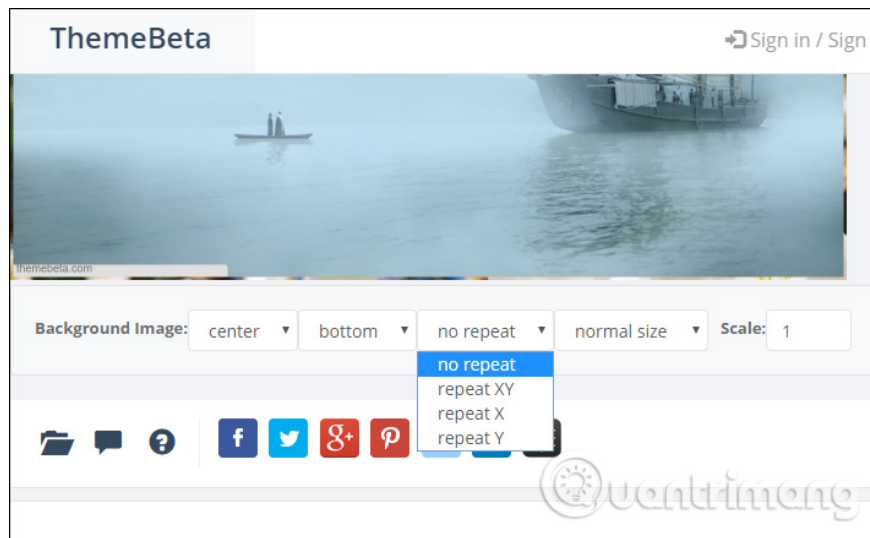 ThemeBeta
Sign in / Sign
themebeta.com
Background Image: center bottom no repeat normal size Scale: 1
no repeat
repeat XY
repeat X
repeat Y
Quantrimang